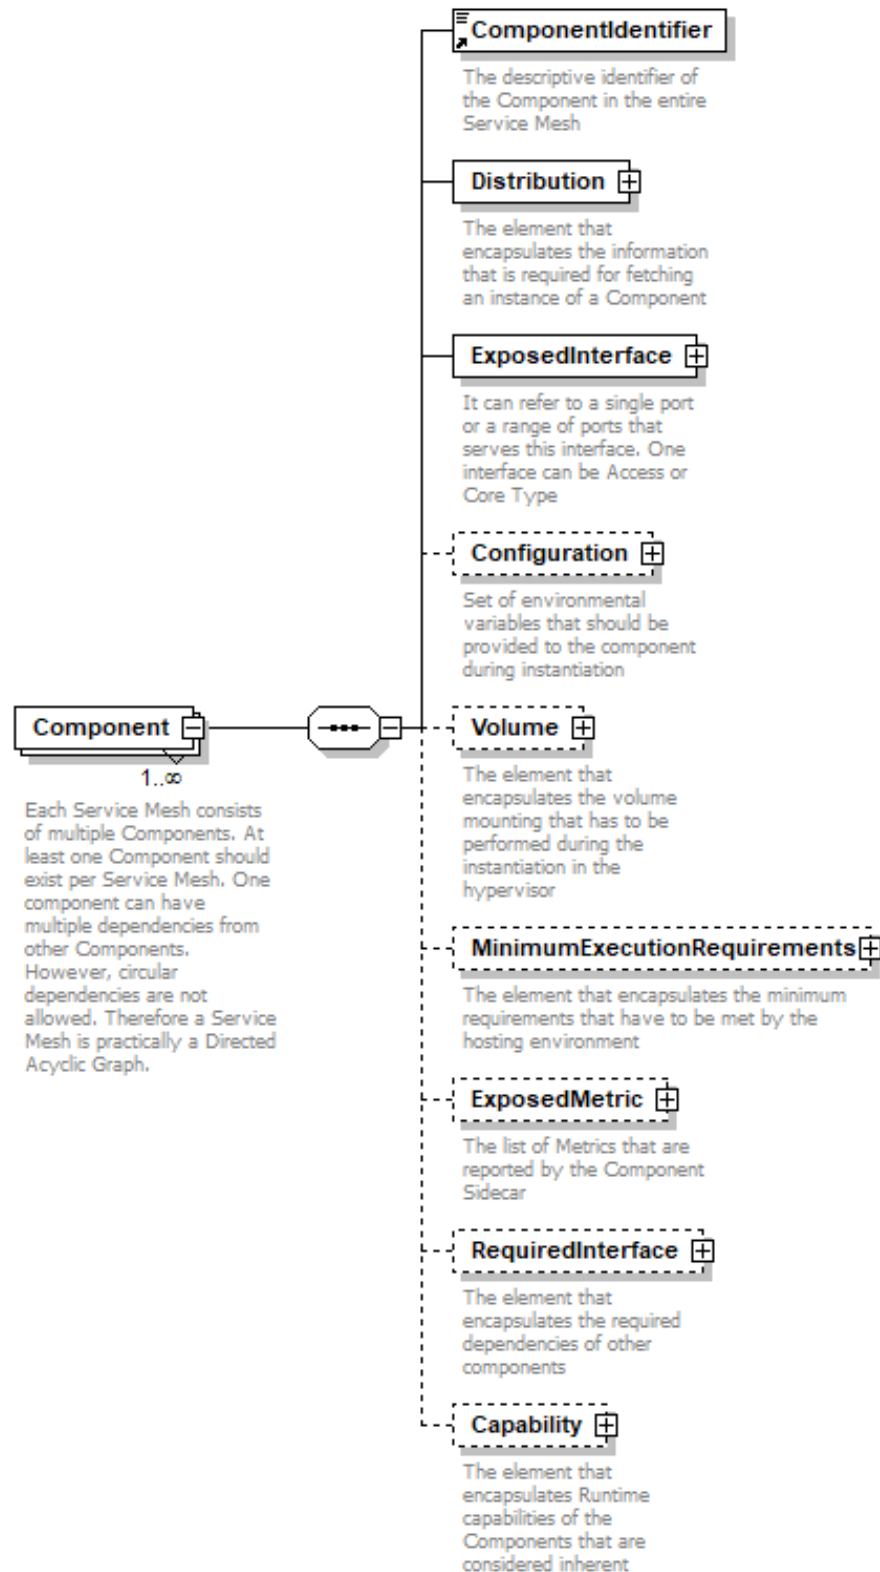 ComponentIdentifier
The descriptive identifier of
the Component in the entire
Service Mesh
Distribution
The element that
encapsulates the information
that is required for fetching
an instance of a Component
ExposedInterface
It can refer to a single port
or a range of ports that
serves this interface. One
interface can be Access or
Core Type
Configuration
Set of environmental
variables that should be
provided to the component
during instantiation
Component
1..∞
Each Service Mesh consists
of multiple Components. At
least one Component should
exist per Service Mesh. One
component can have
multiple dependencies from
other Components.
However, circular
dependencies are not
allowed. Therefore a Service
Mesh is practically a Directed
Acyclic Graph.
Volume
The element that
encapsulates the volume
mounting that has to be
performed during the
instantiation in the
hypervisor
MinimumExecutionRequirements
The element that encapsulates the minimum
requirements that have to be met by the
hosting environment
ExposedMetric
The list of Metrics that are
reported by the Component
Sidecar
RequiredInterface
The element that
encapsulates the required
dependencies of other
components
Capability
The element that
encapsulates Runtime
capabilities of the
Components that are
considered inherent